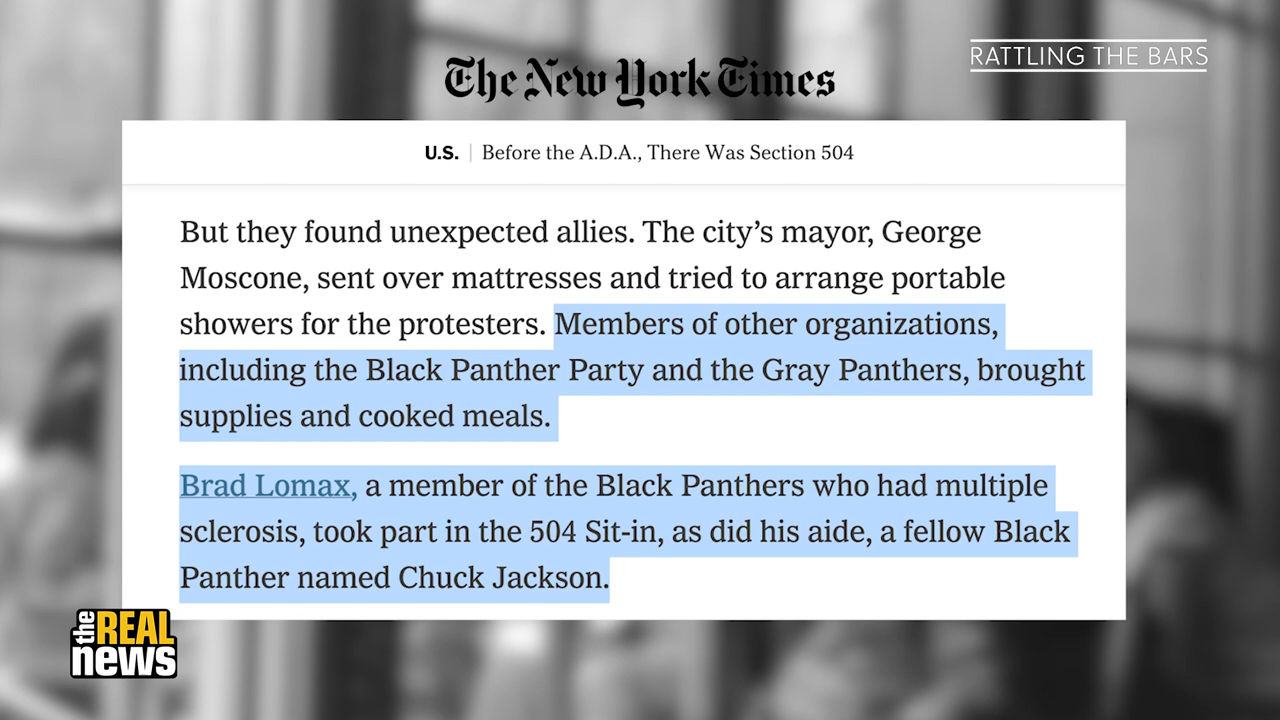 RATTLING THE BARS
The New York Times
U.S. | Before the A.D.A., There Was Section 504
But they found unexpected allies. The city’s mayor, George
Moscone, sent over mattresses and tried to arrange portable
showers for the protesters. Members of other organizations,
including the Black Panther Party and the Gray Panthers, brought
supplies and cooked meals.
Brad Lomax, a member of the Black Panthers who had multiple
sclerosis, took part in the 504 Sit-in, as did his aide, a fellow Black
Panther named Chuck Jackson.
the REAL
news